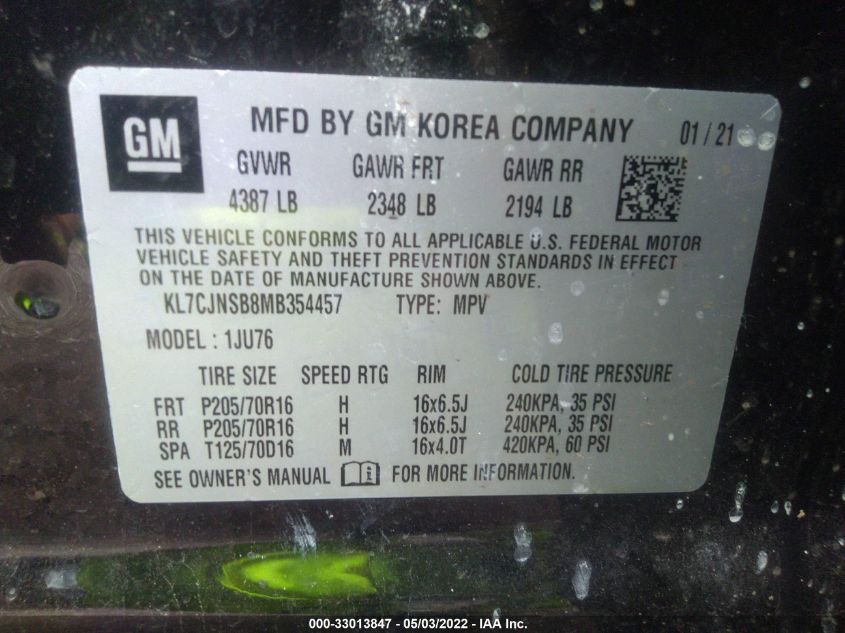 GM MFD BY GM KOREA COMPANY 01/21
GVWR GAWR FRT GAWR RR
4387 LB 2348 LB 2194 LB
THIS VEHICLE CONFORMS TO ALL APPLICABLE U.S. FEDERAL MOTOR
VEHICLE SAFETY AND THEFT PREVENTION STANDARDS IN EFFECT
ON THE DATE OF MANUFACTURE SHOWN ABOVE.
KL7CJNSB8MB354457 TYPE: MPV
MODEL : 1JU76
TIRE SIZE SPEED RTG RIM COLD TIRE PRESSURE
FRT P205/70R16 H 16x6.5J 240KPA, 35 PSI
RR P205/70R16 H 16x6.5J 240KPA, 35 PSI
SPA T125/70D16 M 16x4.0T 420KPA, 60 PSI
SEE OWNER'S MANUAL FOR MORE INFORMATION.
000-33013847 - 05/03/2022 - IAA Inc.